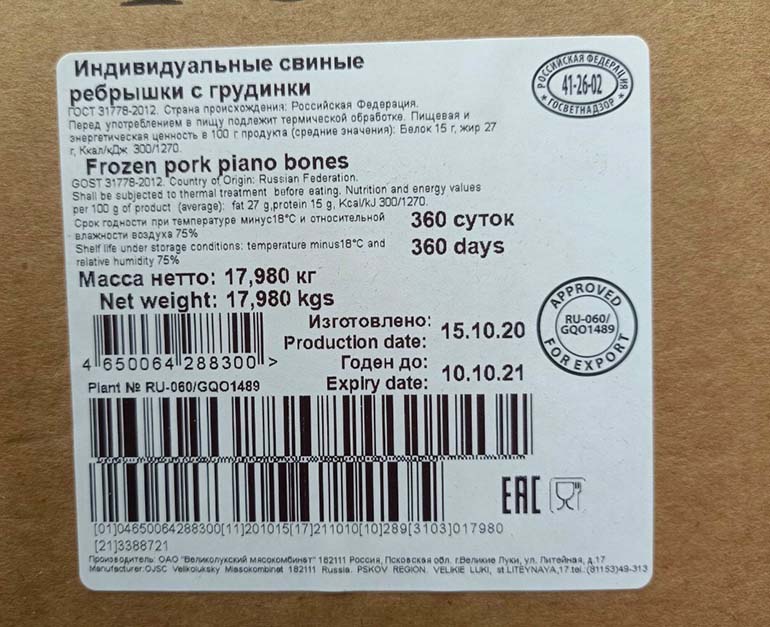 Индивидуальные свиные
ребрышки с грудинки
ГОСТ 31778-2012. Страна происхождения: Российская Федерация.
Перед употреблением в пищу подлежит термической обработке. Пищевая и
энергетическая ценность в 100 г продукта (средние значения): Белок 15 г, жир 27
г, Ккал/кДж 300/1270.
Frozen pork piano bones
GOST 31778-2012. Country of Origin: Russian Federation.
Shall be subjected to thermal treatment before eating. Nutrition and energy values
per 100 g of product (average): fat 27 g,protein 15 g, Kcal/kJ 300/1270.
Срок годности при температуре минус18°С и относительной
влажности воздуха 75%
360 суток
Shelf life under storage conditions: temperature minus18°C and
relative humidity 75%
360 days
Масса нетто: 17,980 кг
Net weight: 17,980 kgs
Изготовлено:
Production date: 15.10.20
Годен до:
Expiry date: 10.10.21
4 650064 288300 >
Plant № RU-060/GQO1489
РОССИЙСКАЯ ФЕДЕРАЦИЯ
41-26-02
ГОСВЕТНАДЗОР
APPROVED
RU-060/
GQO1489
FOR EXPORT
EAC
[01]04650064288300[11]201015[17]211010[10]289[3103]017980
[21]3388721
Производитель: ОАО "Великолукский мясокомбинат" 182111 Россия, Псковская обл. г.Великие Луки, ул. Литейная, д.17
Manufacturer:OJSC Velikoluksky Miasokombinat 182111 Russia. PSKOV REGION. VELIKIE LUKI, st.LITEYNAYA,17.tel.:(81153)49-313